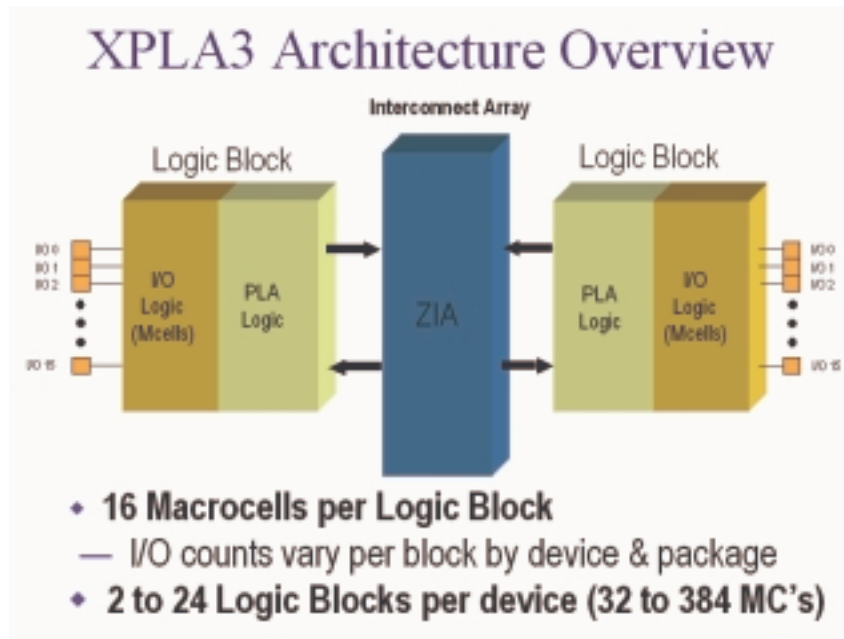 XPLA3 Architecture Overview
Interconnect Array
Logic Block
Logic Block
I/O 0
I/O 1
I/O 2
I/O 15
I/O
Logic
(Mcells)
PLA
Logic
ZIA
PLA
Logic
I/O
Logic
(Mcells)
I/O 0
I/O 1
I/O 2
I/O 15
16 Macrocells per Logic Block
— I/O counts vary per block by device & package
2 to 24 Logic Blocks per device (32 to 384 MC's)